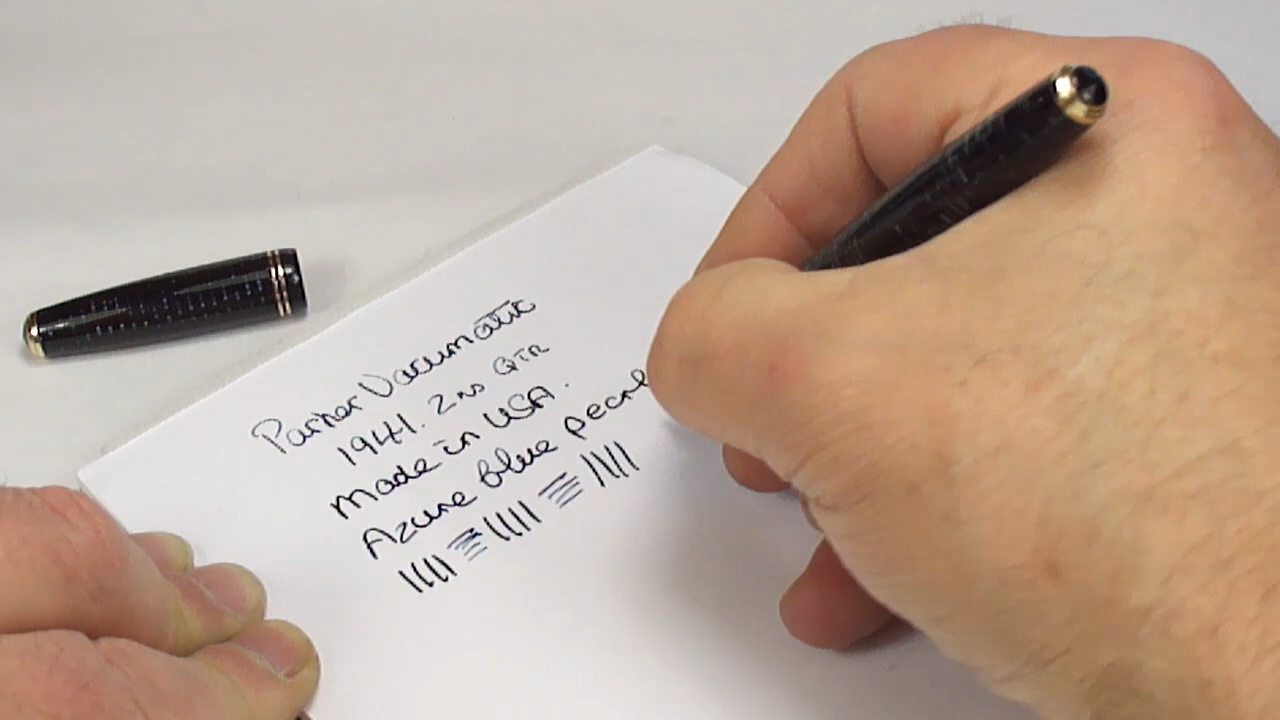 Parker Vacumatic
1941. 2ND QTR
Made in USA.
Azure blue pearl